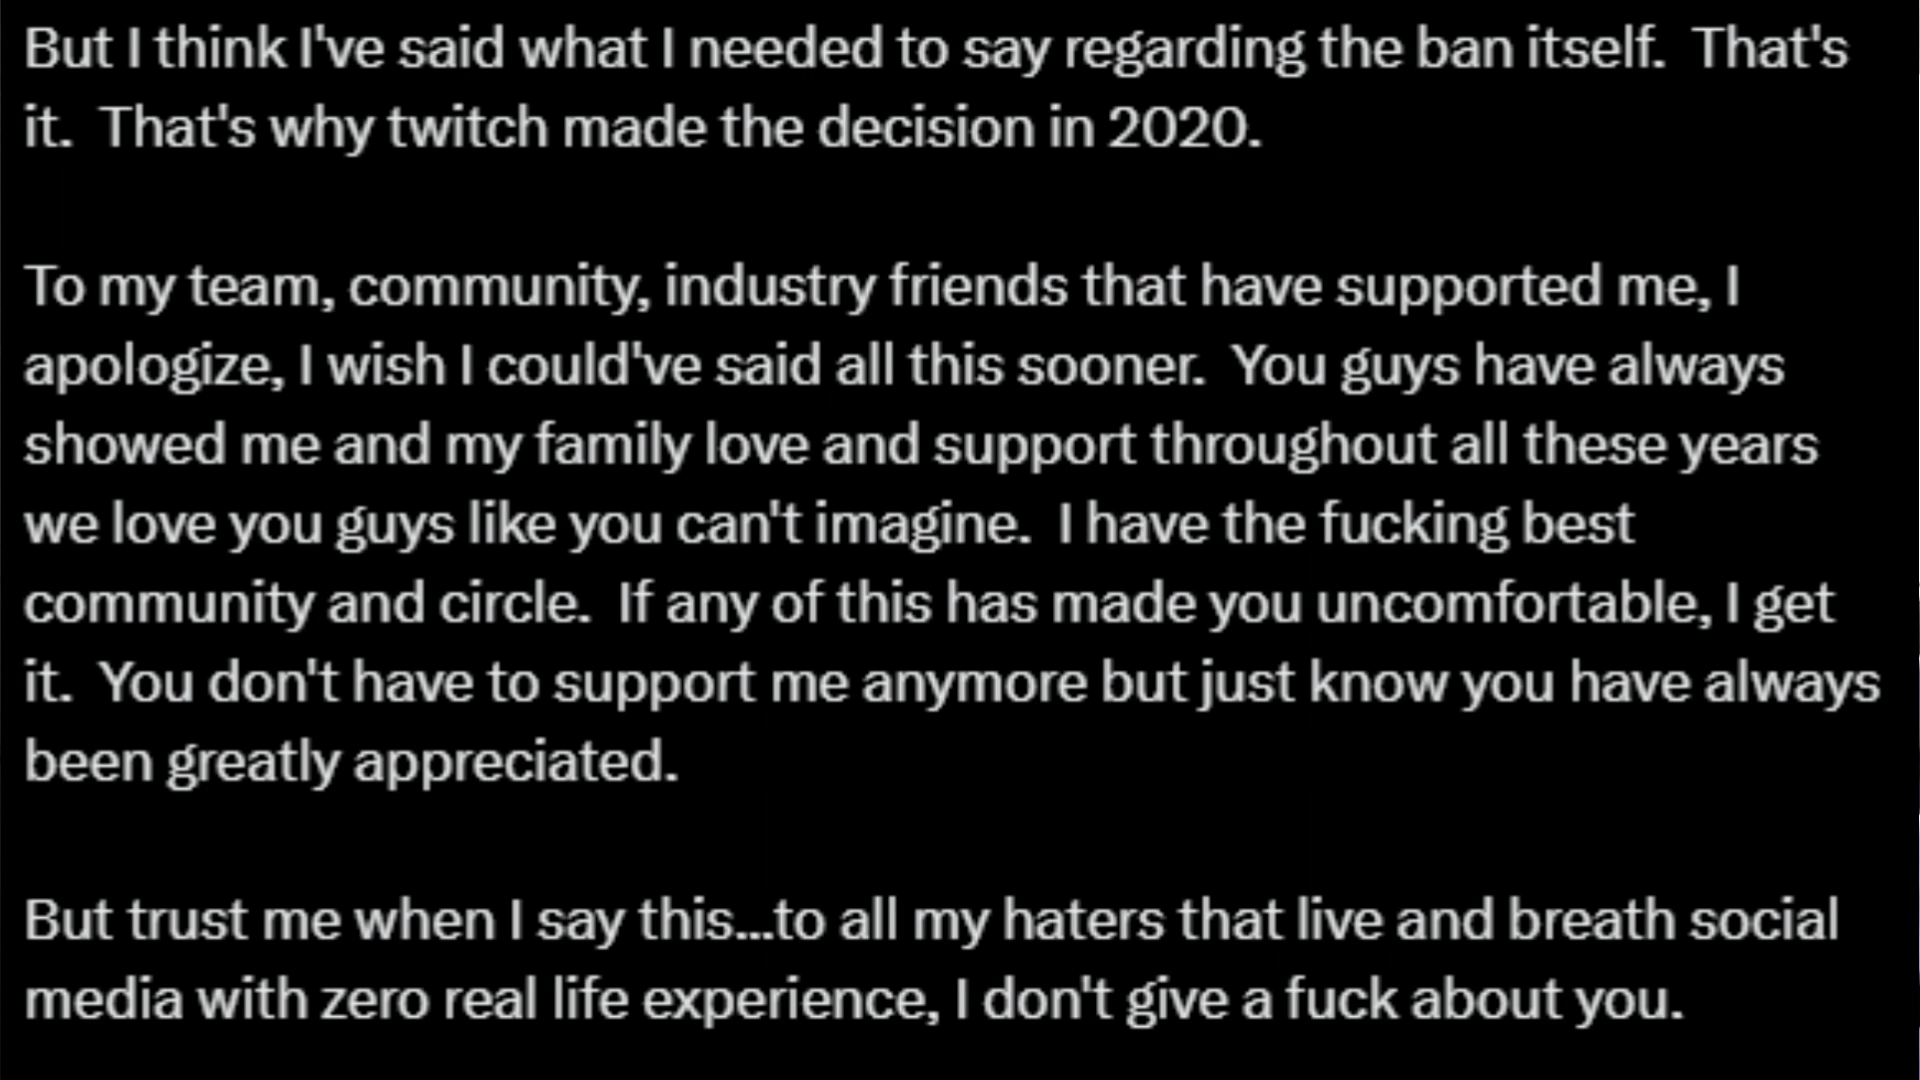 But I think I've said what I needed to say regarding the ban itself.  That's
it.  That's why twitch made the decision in 2020.
To my team, community, industry friends that have supported me, I
apologize, I wish I could've said all this sooner.  You guys have always
showed me and my family love and support throughout all these years
we love you guys like you can't imagine.  I have the fucking best
community and circle.  If any of this has made you uncomfortable, I get
it.  You don't have to support me anymore but just know you have always
been greatly appreciated.
But trust me when I say this...to all my haters that live and breath social
media with zero real life experience, I don't give a fuck about you.